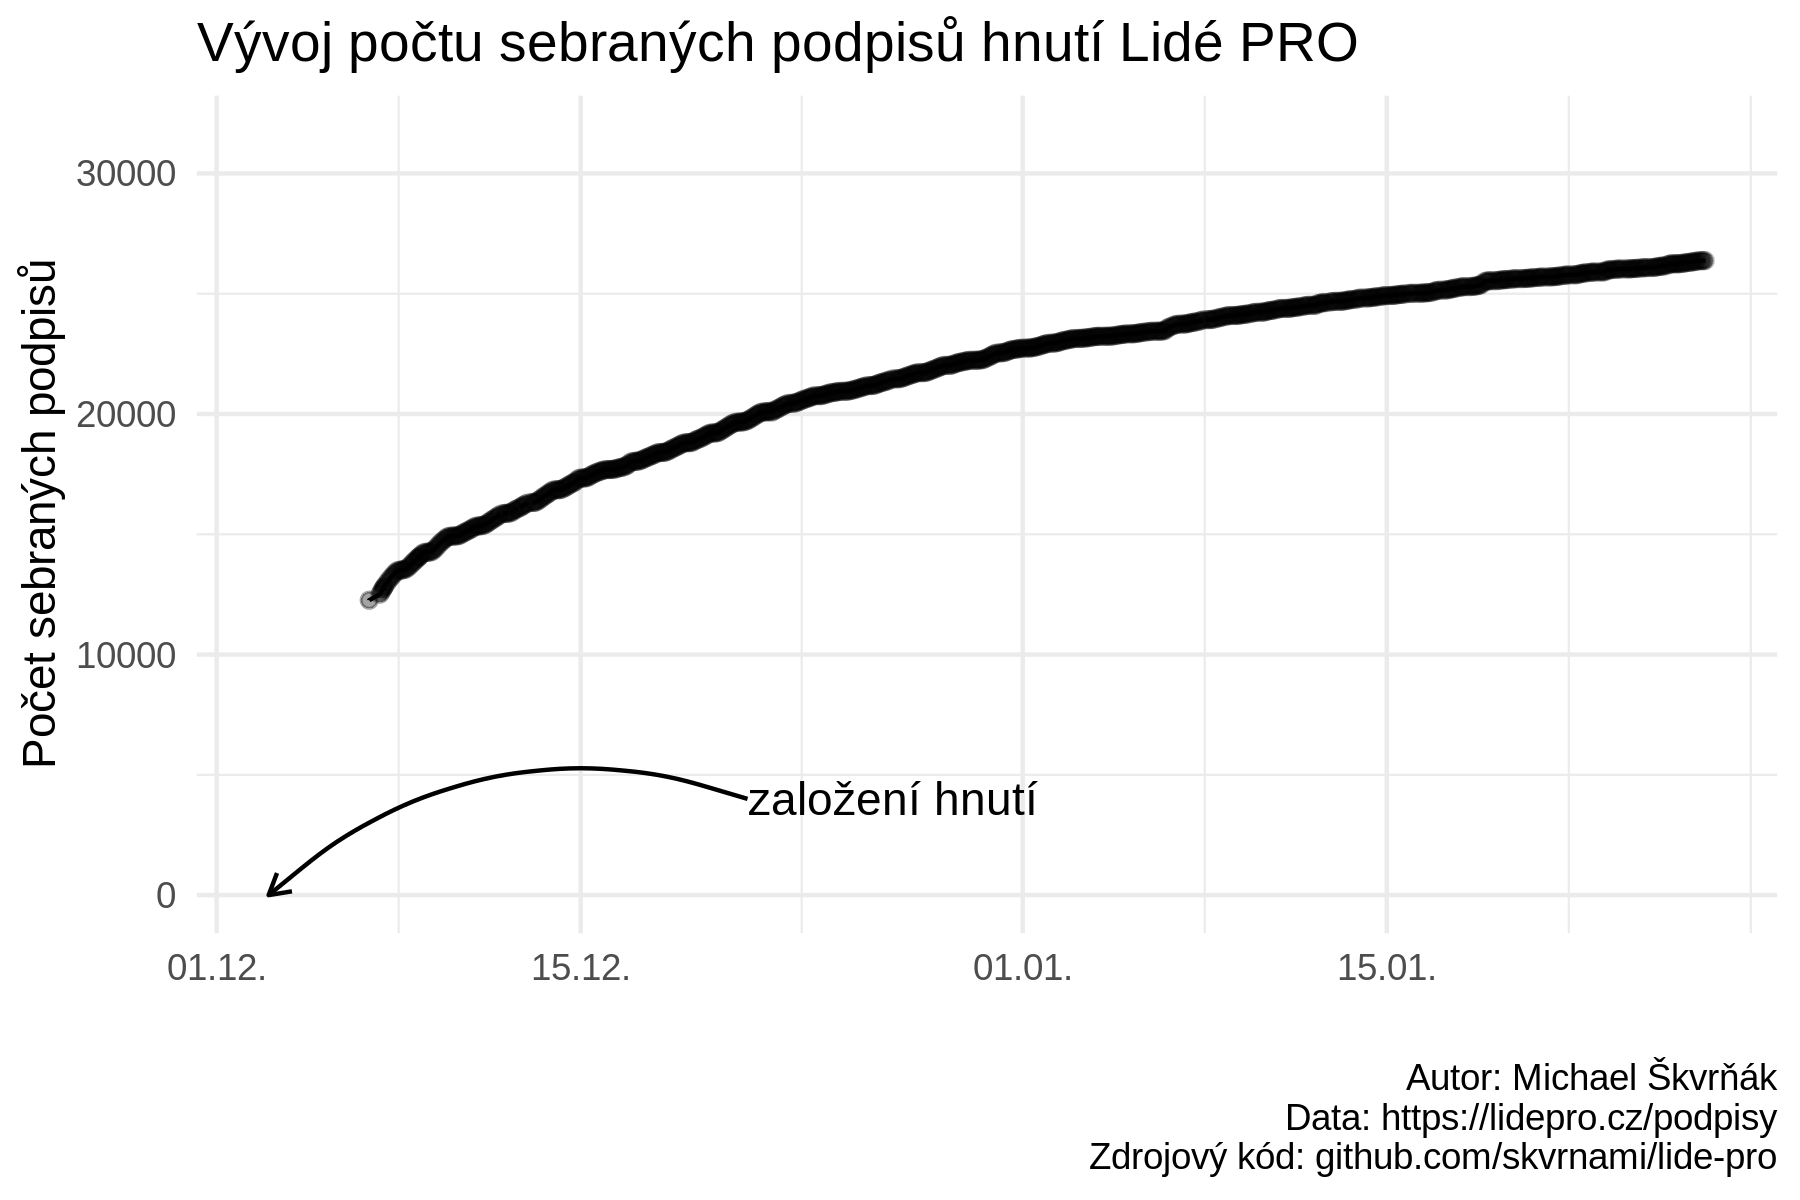 Vývoj počtu sebraných podpisů hnutí Lidé PRO
Počet sebraných podpisů
30000
20000
10000
0
založení hnutí
01.12.
15.12.
01.01.
15.01.
Autor: Michael Škvrňák
Data: https://lidepro.cz/podpisy
Zdrojový kód: github.com/skvrnami/lide-pro